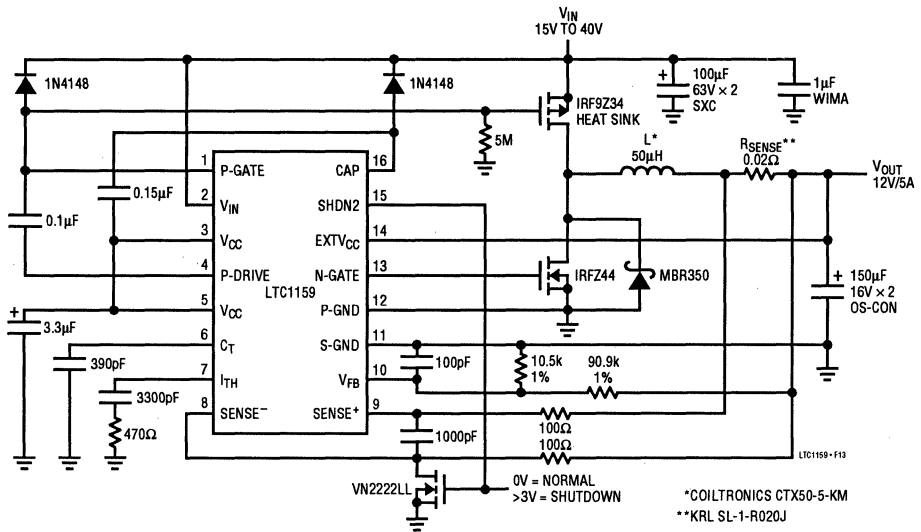 V_IN
15V TO 40V
1N4148
1N4148
IRF9Z34
HEAT SINK
+
100µF
63V × 2
SXC
1µF
WIMA
5M
L*
50µH
R_SENSE**
0.02Ω
V_OUT
12V/5A
0.1µF
0.15µF
1
P-GATE
CAP
16
2
V_IN
SHDN2
15
3
V_CC
EXTV_CC
14
4
P-DRIVE
N-GATE
13
LTC1159
5
V_CC
P-GND
12
6
C_T
S-GND
11
7
I_TH
V_FB
10
8
SENSE⁻
SENSE⁺
9
IRFZ44
MBR350
+
150µF
16V × 2
OS-CON
+
3.3µF
390pF
3300pF
470Ω
100pF
10.5k
1%
90.9k
1%
1000pF
100Ω
100Ω
LTC1159 • F13
VN2222LL
0V = NORMAL
>3V = SHUTDOWN
*COILTRONICS CTX50-5-KM
**KRL SL-1-R020J